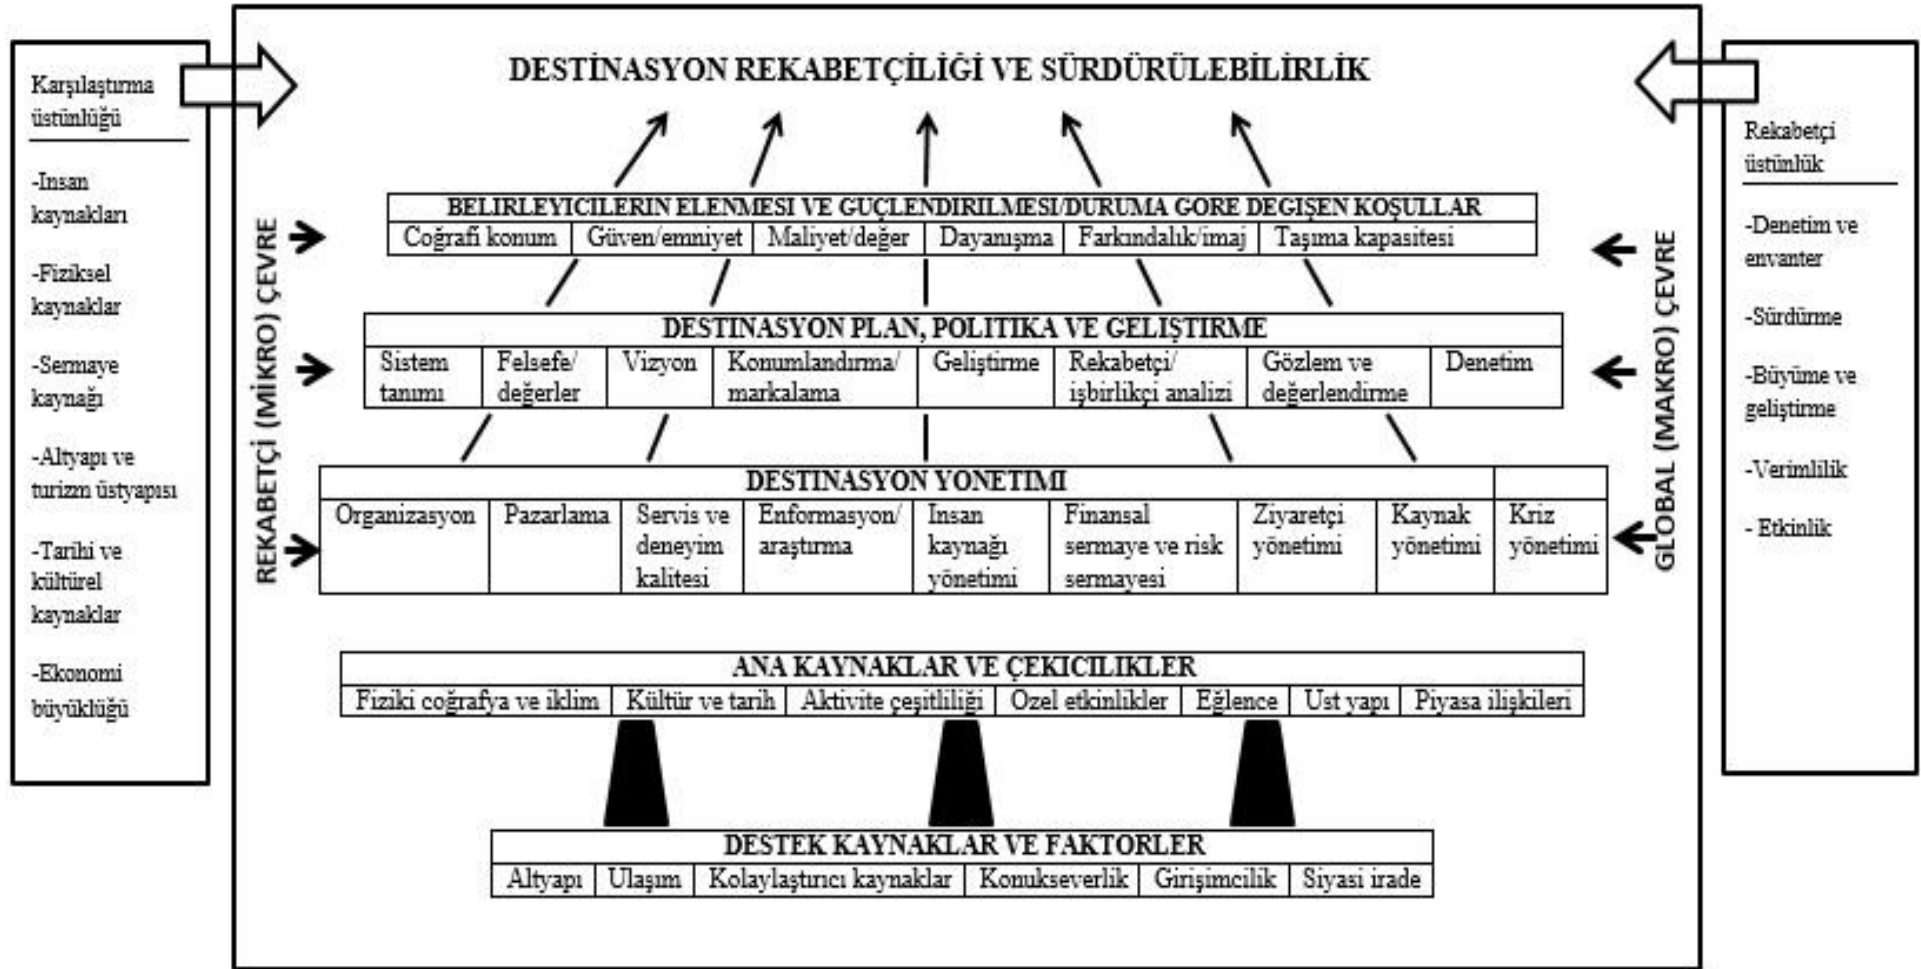 Karşılaştırma
üstünlüğü
-Insan
kaynakları
-Fiziksel
kaynaklar
-Sermaye
kaynağı
-Altyapı ve
turizm üstyapısı
-Tarihi ve
kültürel
kaynaklar
-Ekonomi
büyüklüğü
DESTİNASYON REKABETÇİLİĞİ VE SÜRDÜRÜLEBİLİRLİK
REKABETÇİ (MİKRO) ÇEVRE
BELIRLEYICILERIN ELENMESI VE GUÇLENDIRILMESI/DURUMA GORE DEGIŞEN KOŞULLAR
Coğrafi konum Güven/emniyet Maliyet/değer Dayanışma Farkındalık/imaj Taşıma kapasitesi
DESTINASYON PLAN, POLITIKA VE GELIŞTIRME
Sistem
tanımı
Felsefe/
değerler
Vizyon
Konumlandırma/
markalama
Geliştirme
Rekabetçi/
işbirlikçi analizi
Gözlem ve
değerlendirme
Denetim
DESTINASYON YONETIMI
Organizasyon
Pazarlama
Servis ve
deneyim
kalitesi
Enformasyon/
araştırma
Insan
kaynağı
yönetimi
Finansal
sermaye ve risk
sermayesi
Ziyaretçi
yönetimi
Kaynak
yönetimi
Kriz
yönetimi
ANA KAYNAKLAR VE ÇEKICILIKLER
Fiziki coğrafya ve iklim Kültür ve tarih Aktivite çeşitliliği Ozel etkinlikler Eğlence Ust yapı Piyasa ilişkileri
DESTEK KAYNAKLAR VE FAKTORLER
Altyapı Ulaşım Kolaylaştırıcı kaynaklar Konukseverlik Girişimcilik Siyasi irade
GLOBAL (MAKRO) ÇEVRE
Rekabetçi
üstünlük
-Denetim ve
envanter
-Sürdürme
-Büyüme ve
geliştirme
-Verimlilik
- Etkinlik